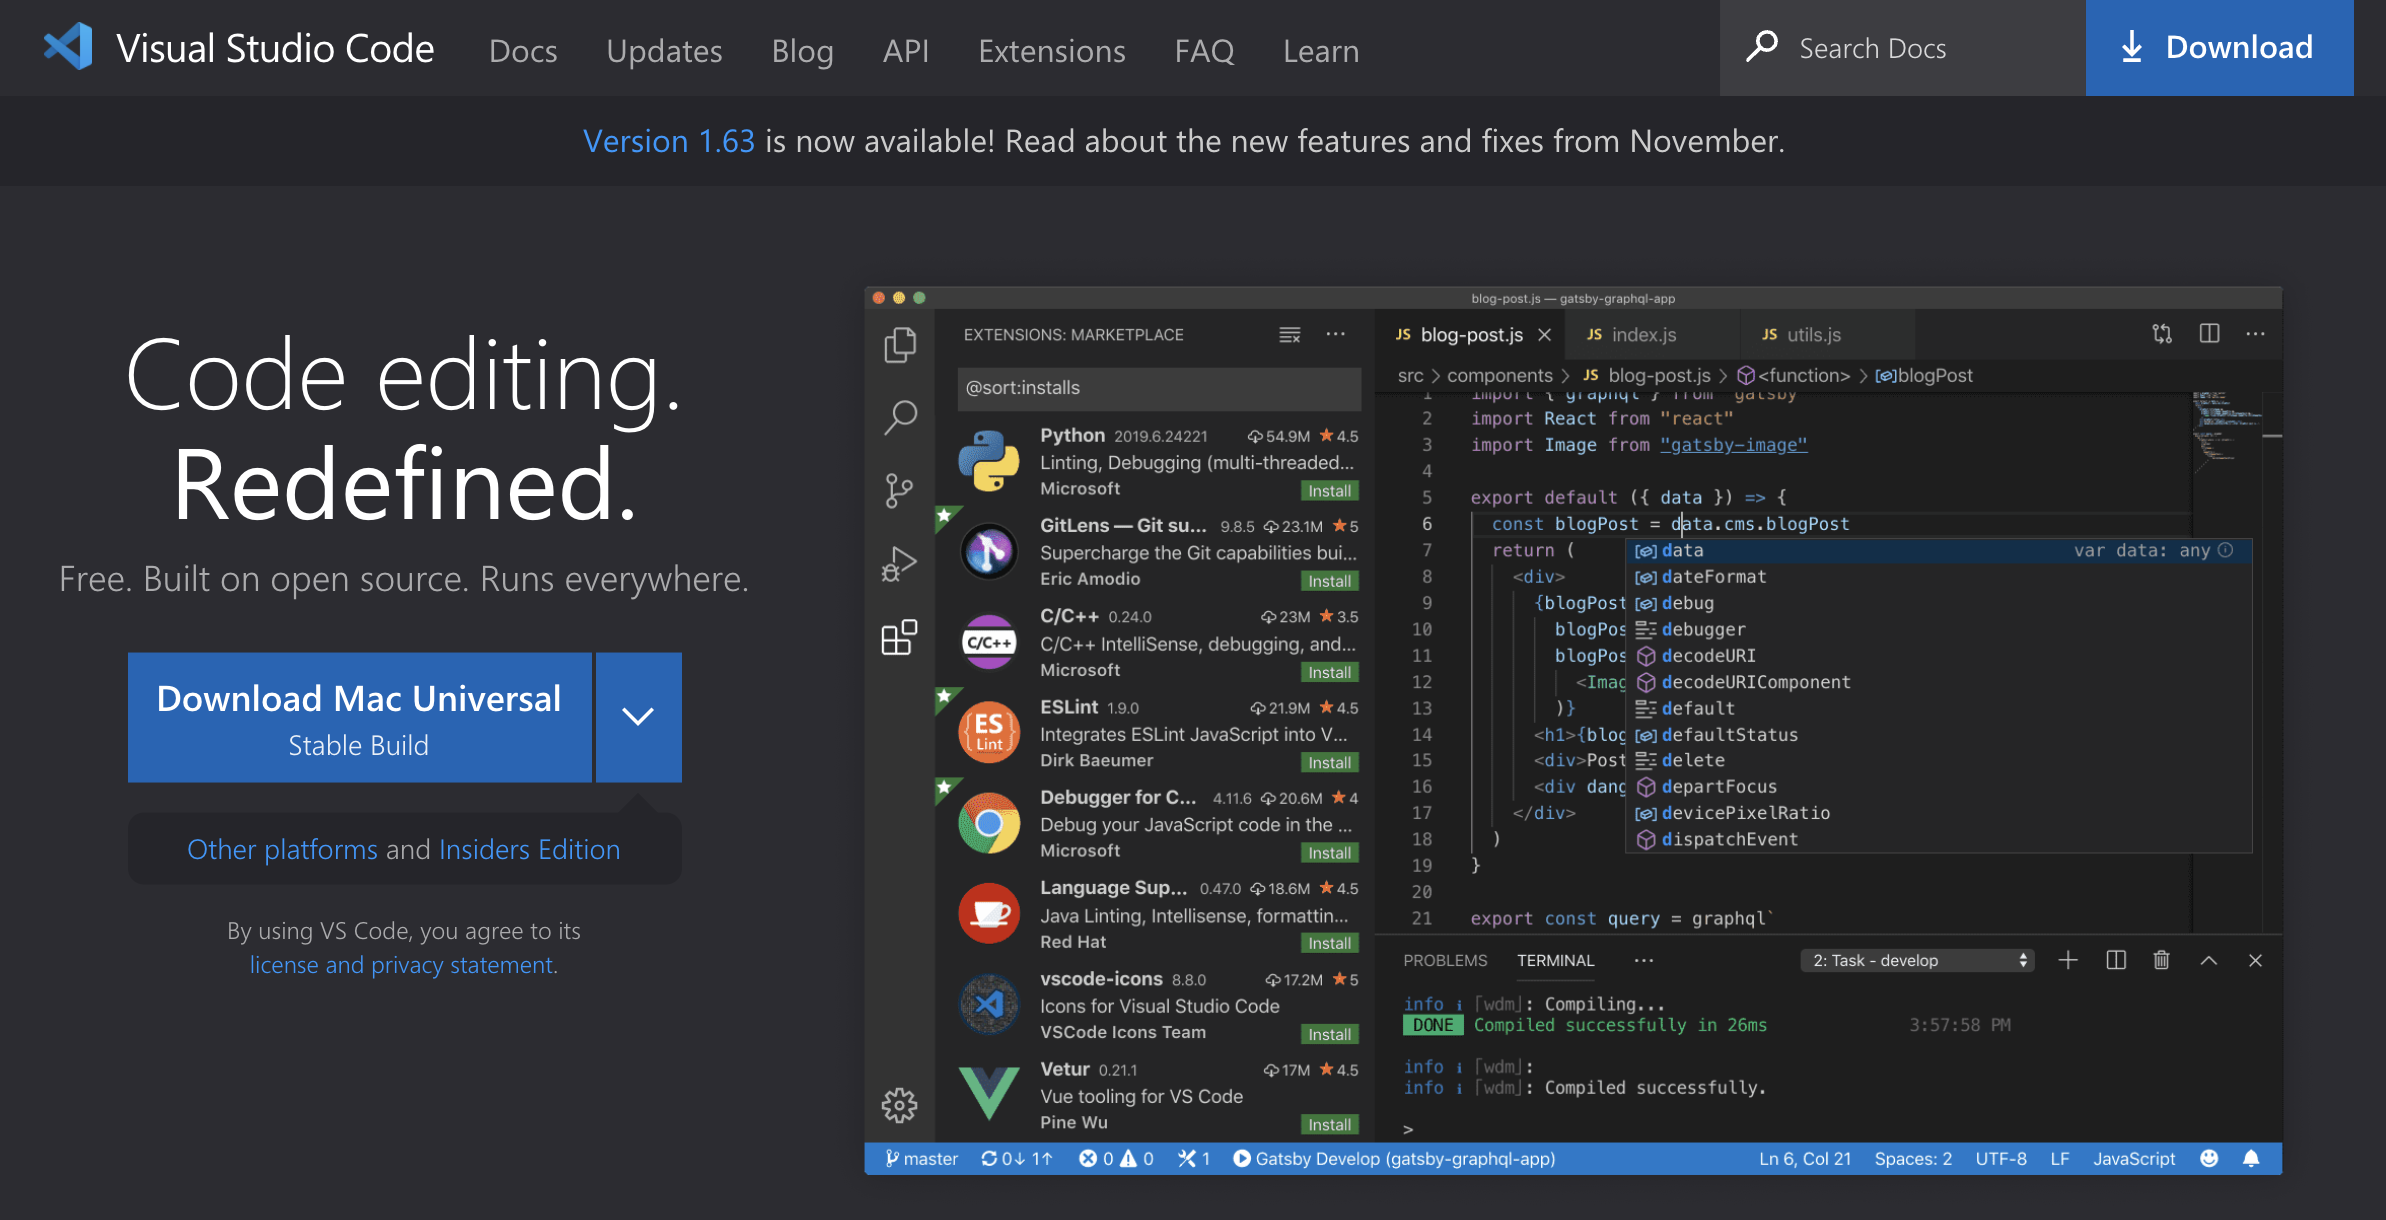 Visual Studio Code Docs Updates Blog API Extensions FAQ Learn Search Docs Download
Version 1.63 is now available! Read about the new features and fixes from November.
Code editing.
Redefined.
Free. Built on open source. Runs everywhere.
Download Mac Universal
Stable Build
Other platforms and Insiders Edition
By using VS Code, you agree to its
license and privacy statement.
blog-post.js — gatsby-graphql-app
EXTENSIONS: MARKETPLACE
@sort:installs
Python 2019.6.24221 54.9M 4.5
Linting, Debugging (multi-threaded...
Microsoft Install
GitLens — Git su... 9.8.5 23.1M 5
Supercharge the Git capabilities bui...
Eric Amodio Install
C/C++
C/C++ 0.24.0 23M 3.5
C/C++ IntelliSense, debugging, and...
Microsoft Install
ES
Lint
ESLint 1.9.0 21.9M 4.5
Integrates ESLint JavaScript into V...
Dirk Baeumer Install
Debugger for C... 4.11.6 20.6M 4
Debug your JavaScript code in the ...
Microsoft Install
Language Sup... 0.47.0 18.6M 4.5
Java Linting, Intellisense, formattin...
Red Hat Install
vscode-icons 8.8.0 17.2M 5
Icons for Visual Studio Code
VSCode Icons Team Install
Vetur 0.21.1 17M 4.5
Vue tooling for VS Code
Pine Wu Install
JS blog-post.js JS index.js JS utils.js
src > components > JS blog-post.js > <function> > blogPost
1 import { graphql } from "gatsby"
2 import React from "react"
3 import Image from "gatsby-image"
4
5 export default ({ data }) => {
6 const blogPost = data.cms.blogPost
7 return (
8 <div>
9 {blogPost
10 blogPos
11 blogPos
12 <Imag
13 )}
14 <h1>{blog
15 <div>Post
16 <div dang
17 </div>
18 )
19 }
20
21 export const query = graphql`
data var data: any
dateFormat
debug
debugger
decodeURI
decodeURIComponent
default
defaultStatus
delete
departFocus
devicePixelRatio
dispatchEvent
PROBLEMS TERMINAL ... 2: Task - develop
info i ｢wdm｣: Compiling...
DONE Compiled successfully in 26ms 3:57:58 PM
info i ｢wdm｣:
info i ｢wdm｣: Compiled successfully.
>
master 0↓ 1↑ 0 0 1 Gatsby Develop (gatsby-graphql-app) Ln 6, Col 21 Spaces: 2 UTF-8 LF JavaScript